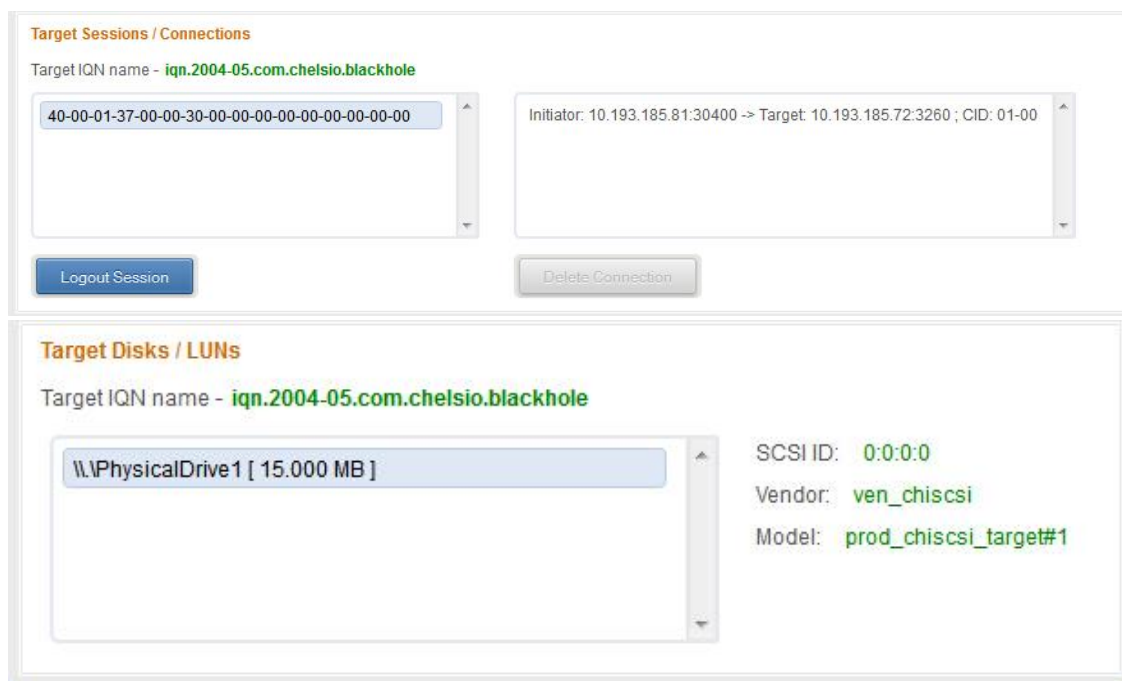 Target Sessions / Connections
Target IQN name - iqn.2004-05.com.chelsio.blackhole
40-00-01-37-00-00-30-00-00-00-00-00-00-00-00-00
Initiator: 10.193.185.81:30400 -> Target: 10.193.185.72:3260 ; CID: 01-00
Logout Session
Delete Connection
Target Disks / LUNs
Target IQN name - iqn.2004-05.com.chelsio.blackhole
\\.\PhysicalDrive1 [ 15.000 MB ]
SCSI ID: 0:0:0:0
Vendor: ven_chiscsi
Model: prod_chiscsi_target#1